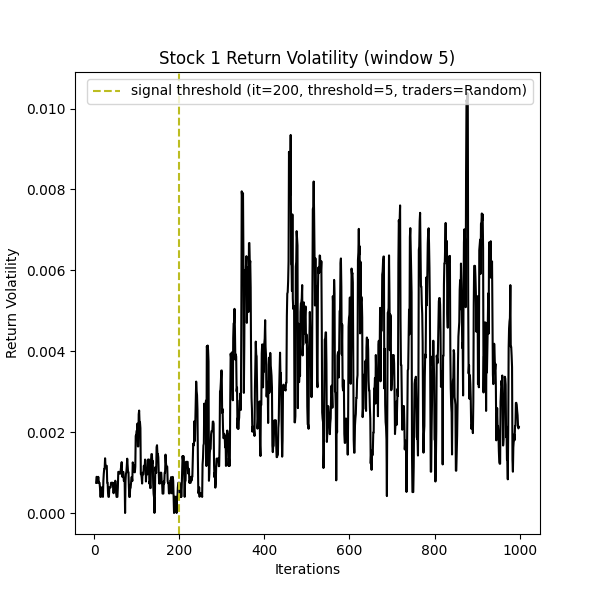 Stock 1 Return Volatility (window 5)
signal threshold (it=200, threshold=5, traders=Random)
0.010
0.008
0.006
0.004
0.002
0.000
Return Volatility
0 200 400 600 800 1000
Iterations